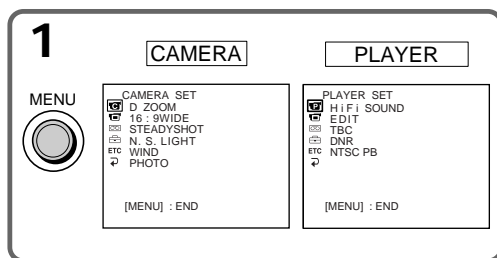 1
CAMERA
PLAYER
MENU
CAMERA SET
C D ZOOM
16 : 9WIDE
STEADYSHOT
N. S. LIGHT
ETC WIND
PHOTO
[MENU] : END
PLAYER SET
P HiFi SOUND
EDIT
TBC
DNR
ETC NTSC PB
[MENU] : END